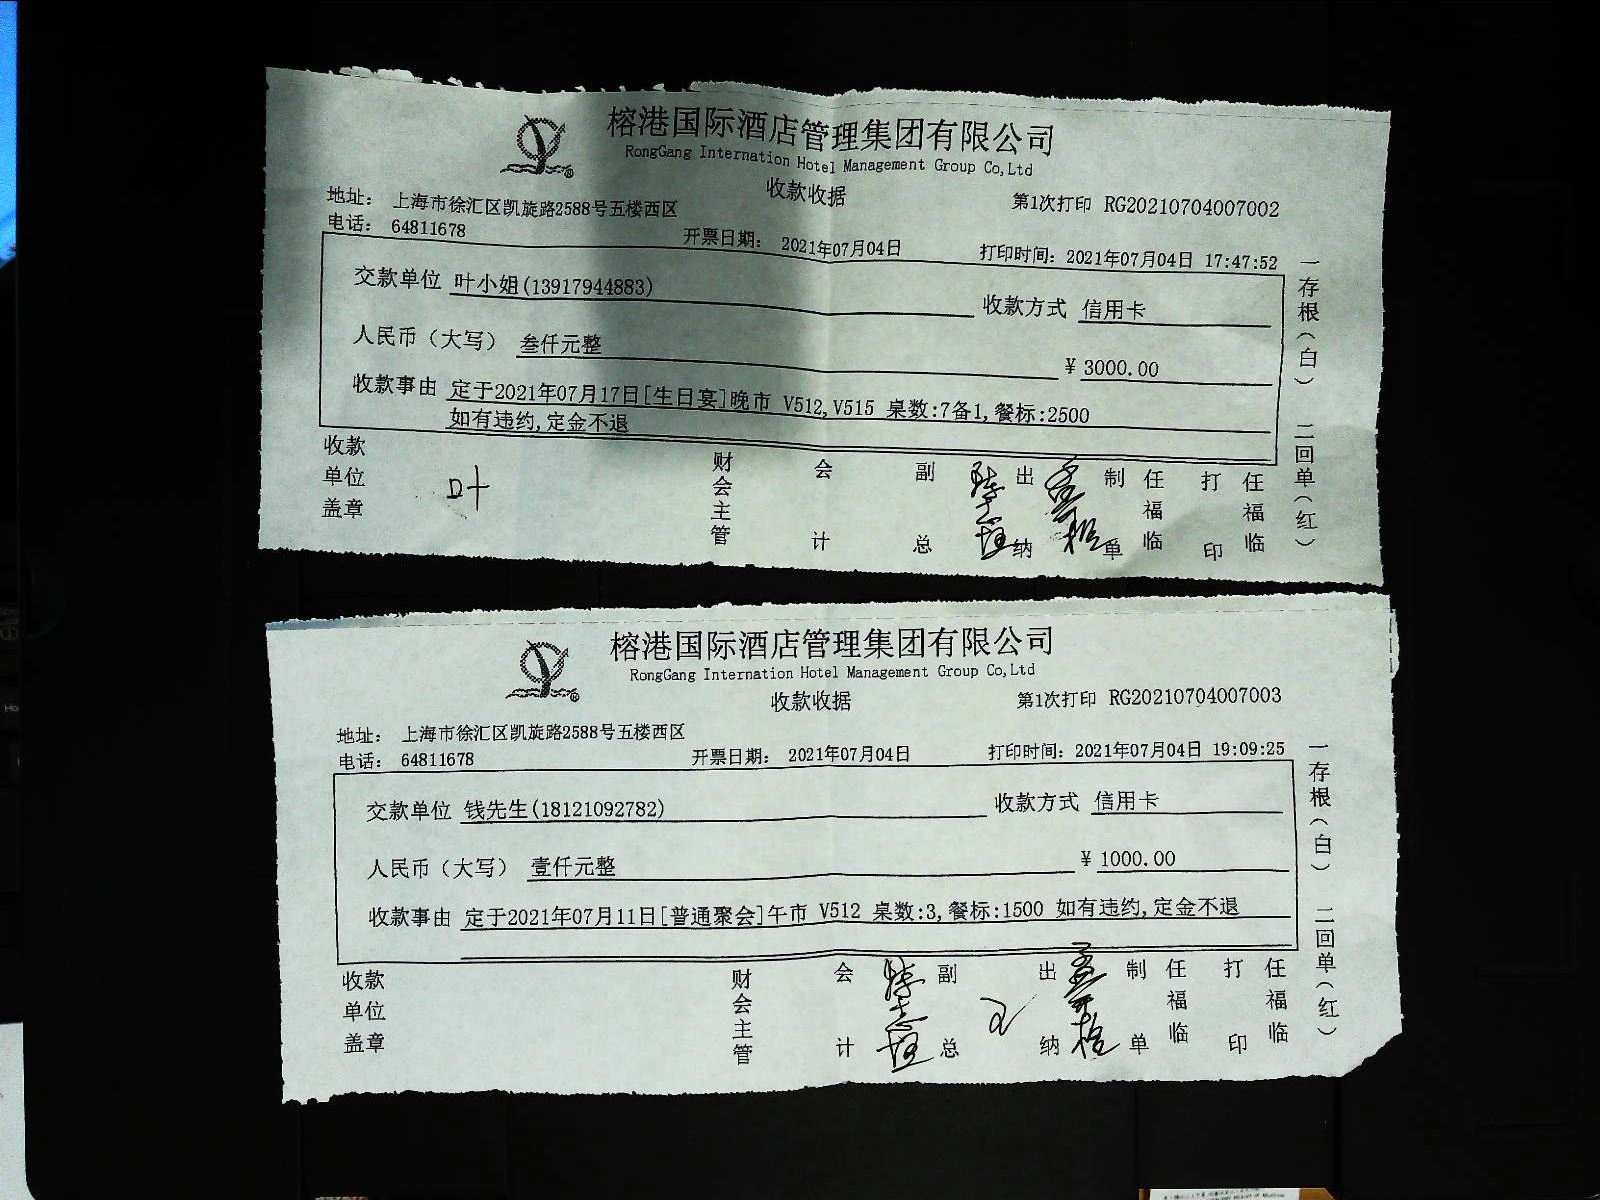 榕港国际酒店管理集团有限公司
RongGang Internation Hotel Management Group Co,Ltd
收款收据
第1次打印 RG20210704007002
地址： 上海市徐汇区凯旋路2588号五楼西区
电话： 64811678 开票日期： 2021年07月04日 打印时间：2021年07月04日 17:47:52
交款单位 叶小姐(13917944883) 收款方式 信用卡
人民币（大写） 叁仟元整 ¥ 3000.00
收款事由 定于2021年07月17日[生日宴]晚市 V512,V515 桌数:7备1,餐标:2500
如有违约,定金不退
收款单位盖章 叶 财会主管 会计 副总 出纳 制单 任福临 打印 任福临
一存根（白） 二回单（红）
榕港国际酒店管理集团有限公司
RongGang Internation Hotel Management Group Co,Ltd
收款收据
第1次打印 RG20210704007003
地址： 上海市徐汇区凯旋路2588号五楼西区
电话： 64811678 开票日期： 2021年07月04日 打印时间：2021年07月04日 19:09:25
交款单位 钱先生(18121092782) 收款方式 信用卡
人民币（大写） 壹仟元整 ¥ 1000.00
收款事由 定于2021年07月11日[普通聚会]午市 V512 桌数:3,餐标:1500 如有违约,定金不退
收款单位盖章 财会主管 会计 副总 出纳 制单 任福临 打印 任福临
一存根（白） 二回单（红）